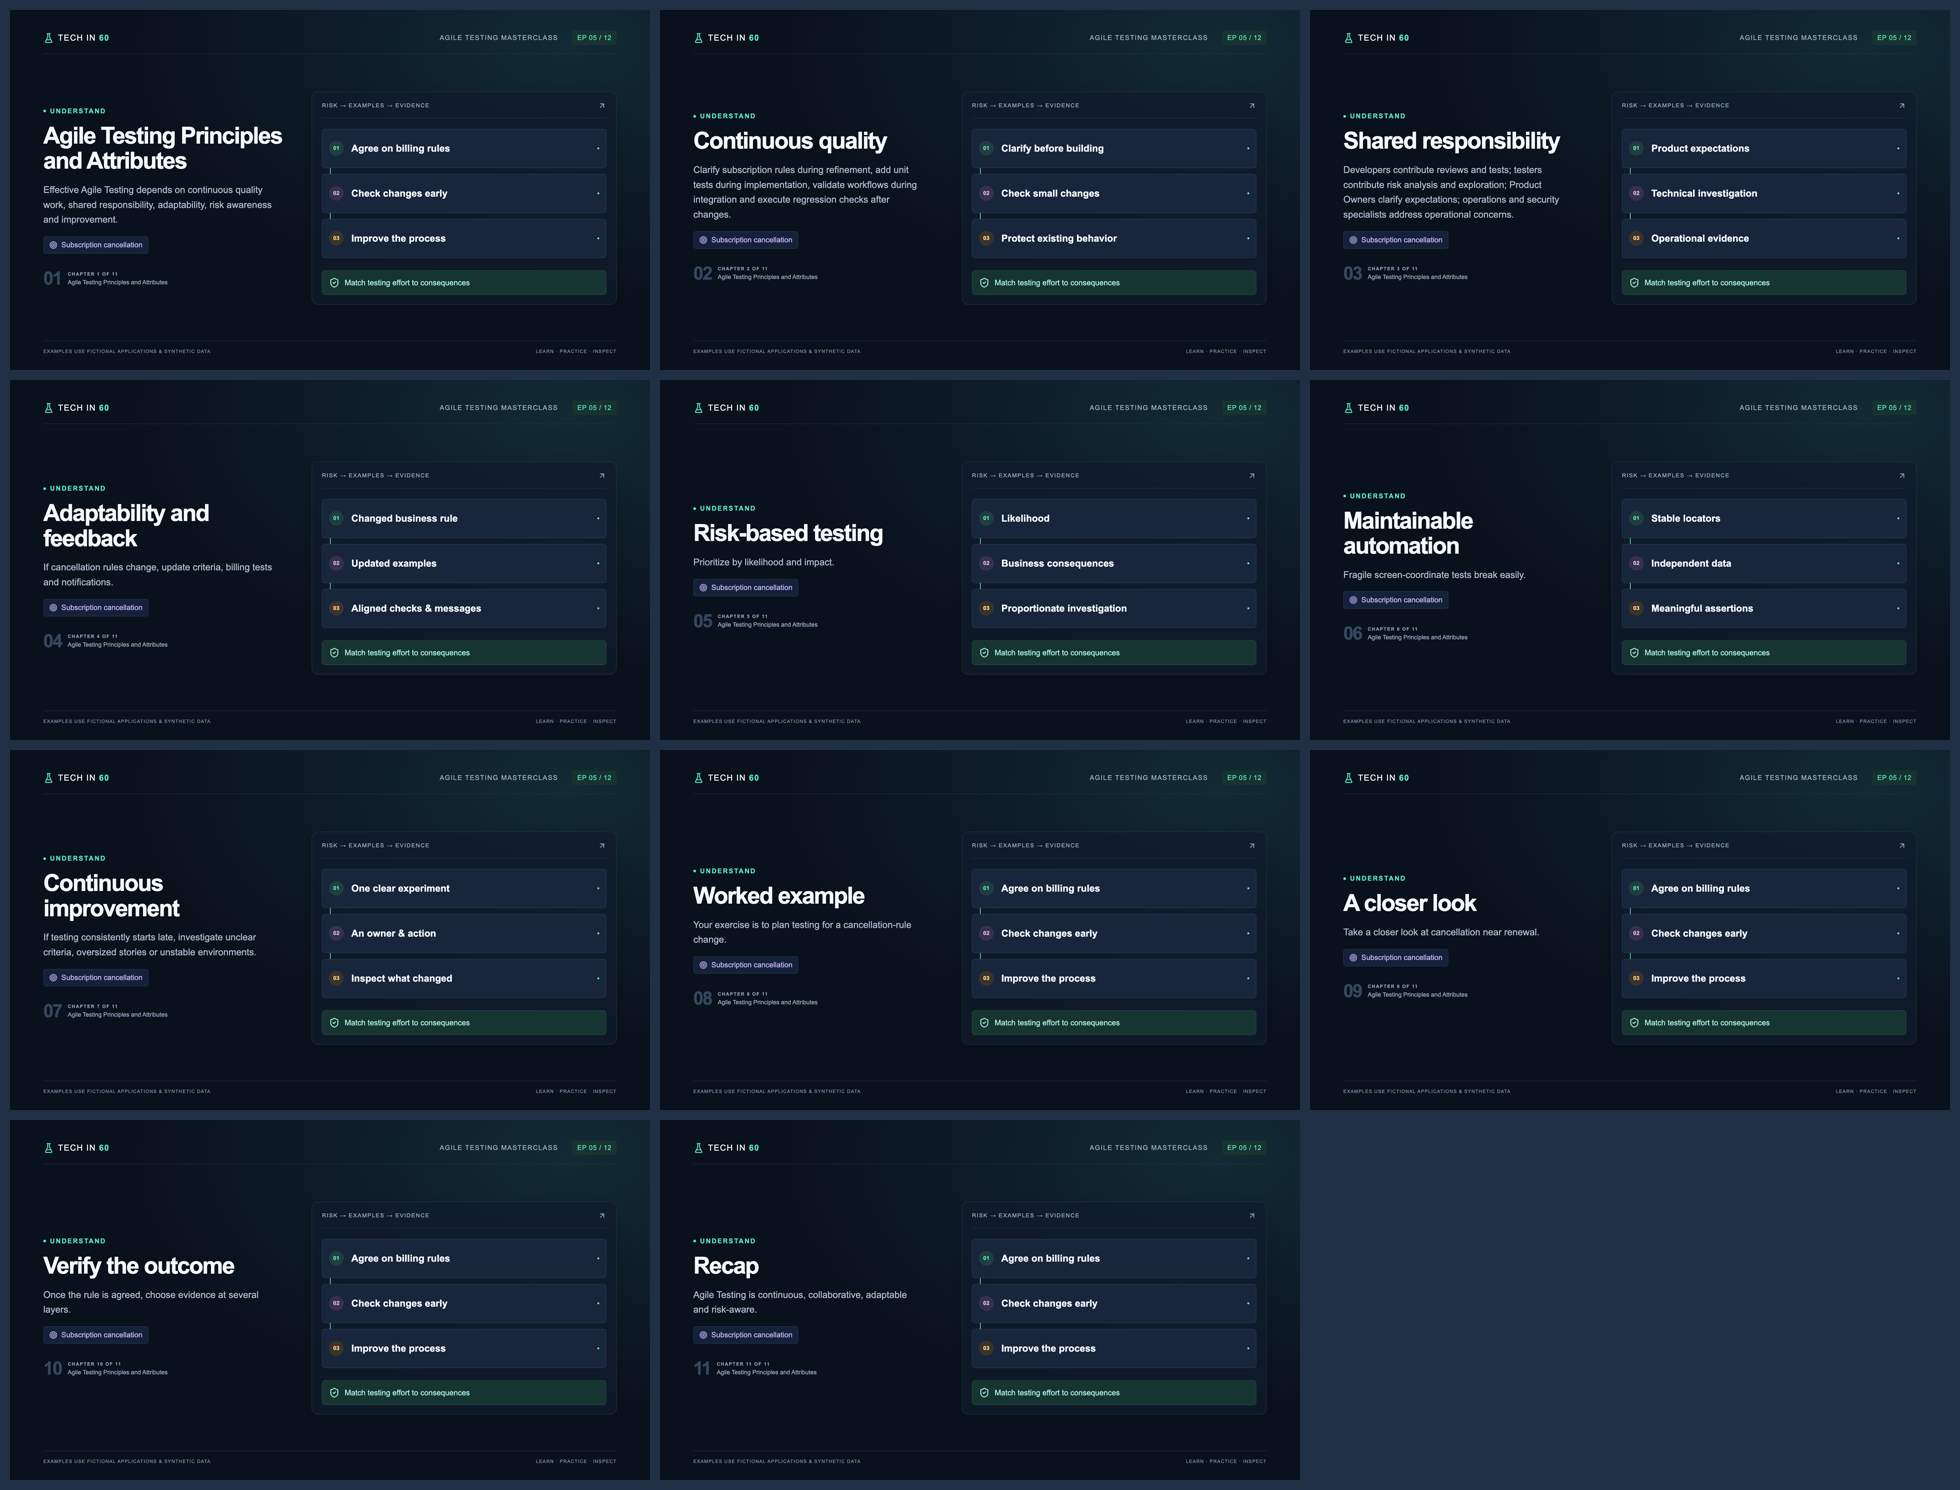 TECH IN 60
AGILE TESTING MASTERCLASS
EP 05 / 12
• UNDERSTAND
Agile Testing Principles
and Attributes
Effective Agile Testing depends on continuous quality
work, shared responsibility, adaptability, risk awareness
and improvement.
Subscription cancellation
01
CHAPTER 1 OF 11
Agile Testing Principles and Attributes
RISK → EXAMPLES → EVIDENCE
01 Agree on billing rules
02 Check changes early
03 Improve the process
Match testing effort to consequences
EXAMPLES USE FICTIONAL APPLICATIONS & SYNTHETIC DATA
LEARN · PRACTICE · INSPECT
TECH IN 60
AGILE TESTING MASTERCLASS
EP 05 / 12
• UNDERSTAND
Continuous quality
Clarify subscription rules during refinement, add unit
tests during implementation, validate workflows during
integration and execute regression checks after
changes.
Subscription cancellation
02
CHAPTER 2 OF 11
Agile Testing Principles and Attributes
RISK → EXAMPLES → EVIDENCE
01 Clarify before building
02 Check small changes
03 Protect existing behavior
Match testing effort to consequences
EXAMPLES USE FICTIONAL APPLICATIONS & SYNTHETIC DATA
LEARN · PRACTICE · INSPECT
TECH IN 60
AGILE TESTING MASTERCLASS
EP 05 / 12
• UNDERSTAND
Shared responsibility
Developers contribute reviews and tests; testers
contribute risk analysis and exploration; Product
Owners clarify expectations; operations and security
specialists address operational concerns.
Subscription cancellation
03
CHAPTER 3 OF 11
Agile Testing Principles and Attributes
RISK → EXAMPLES → EVIDENCE
01 Product expectations
02 Technical investigation
03 Operational evidence
Match testing effort to consequences
EXAMPLES USE FICTIONAL APPLICATIONS & SYNTHETIC DATA
LEARN · PRACTICE · INSPECT
TECH IN 60
AGILE TESTING MASTERCLASS
EP 05 / 12
• UNDERSTAND
Adaptability and
feedback
If cancellation rules change, update criteria, billing tests
and notifications.
Subscription cancellation
04
CHAPTER 4 OF 11
Agile Testing Principles and Attributes
RISK → EXAMPLES → EVIDENCE
01 Changed business rule
02 Updated examples
03 Aligned checks & messages
Match testing effort to consequences
EXAMPLES USE FICTIONAL APPLICATIONS & SYNTHETIC DATA
LEARN · PRACTICE · INSPECT
TECH IN 60
AGILE TESTING MASTERCLASS
EP 05 / 12
• UNDERSTAND
Risk-based testing
Prioritize by likelihood and impact.
Subscription cancellation
05
CHAPTER 5 OF 11
Agile Testing Principles and Attributes
RISK → EXAMPLES → EVIDENCE
01 Likelihood
02 Business consequences
03 Proportionate investigation
Match testing effort to consequences
EXAMPLES USE FICTIONAL APPLICATIONS & SYNTHETIC DATA
LEARN · PRACTICE · INSPECT
TECH IN 60
AGILE TESTING MASTERCLASS
EP 05 / 12
• UNDERSTAND
Maintainable
automation
Fragile screen-coordinate tests break easily.
Subscription cancellation
06
CHAPTER 6 OF 11
Agile Testing Principles and Attributes
RISK → EXAMPLES → EVIDENCE
01 Stable locators
02 Independent data
03 Meaningful assertions
Match testing effort to consequences
EXAMPLES USE FICTIONAL APPLICATIONS & SYNTHETIC DATA
LEARN · PRACTICE · INSPECT
TECH IN 60
AGILE TESTING MASTERCLASS
EP 05 / 12
• UNDERSTAND
Continuous
improvement
If testing consistently starts late, investigate unclear
criteria, oversized stories or unstable environments.
Subscription cancellation
07
CHAPTER 7 OF 11
Agile Testing Principles and Attributes
RISK → EXAMPLES → EVIDENCE
01 One clear experiment
02 An owner & action
03 Inspect what changed
Match testing effort to consequences
EXAMPLES USE FICTIONAL APPLICATIONS & SYNTHETIC DATA
LEARN · PRACTICE · INSPECT
TECH IN 60
AGILE TESTING MASTERCLASS
EP 05 / 12
• UNDERSTAND
Worked example
Your exercise is to plan testing for a cancellation-rule
change.
Subscription cancellation
08
CHAPTER 8 OF 11
Agile Testing Principles and Attributes
RISK → EXAMPLES → EVIDENCE
01 Agree on billing rules
02 Check changes early
03 Improve the process
Match testing effort to consequences
EXAMPLES USE FICTIONAL APPLICATIONS & SYNTHETIC DATA
LEARN · PRACTICE · INSPECT
TECH IN 60
AGILE TESTING MASTERCLASS
EP 05 / 12
• UNDERSTAND
A closer look
Take a closer look at cancellation near renewal.
Subscription cancellation
09
CHAPTER 9 OF 11
Agile Testing Principles and Attributes
RISK → EXAMPLES → EVIDENCE
01 Agree on billing rules
02 Check changes early
03 Improve the process
Match testing effort to consequences
EXAMPLES USE FICTIONAL APPLICATIONS & SYNTHETIC DATA
LEARN · PRACTICE · INSPECT
TECH IN 60
AGILE TESTING MASTERCLASS
EP 05 / 12
• UNDERSTAND
Verify the outcome
Once the rule is agreed, choose evidence at several
layers.
Subscription cancellation
10
CHAPTER 10 OF 11
Agile Testing Principles and Attributes
RISK → EXAMPLES → EVIDENCE
01 Agree on billing rules
02 Check changes early
03 Improve the process
Match testing effort to consequences
EXAMPLES USE FICTIONAL APPLICATIONS & SYNTHETIC DATA
LEARN · PRACTICE · INSPECT
TECH IN 60
AGILE TESTING MASTERCLASS
EP 05 / 12
• UNDERSTAND
Recap
Agile Testing is continuous, collaborative, adaptable
and risk-aware.
Subscription cancellation
11
CHAPTER 11 OF 11
Agile Testing Principles and Attributes
RISK → EXAMPLES → EVIDENCE
01 Agree on billing rules
02 Check changes early
03 Improve the process
Match testing effort to consequences
EXAMPLES USE FICTIONAL APPLICATIONS & SYNTHETIC DATA
LEARN · PRACTICE · INSPECT